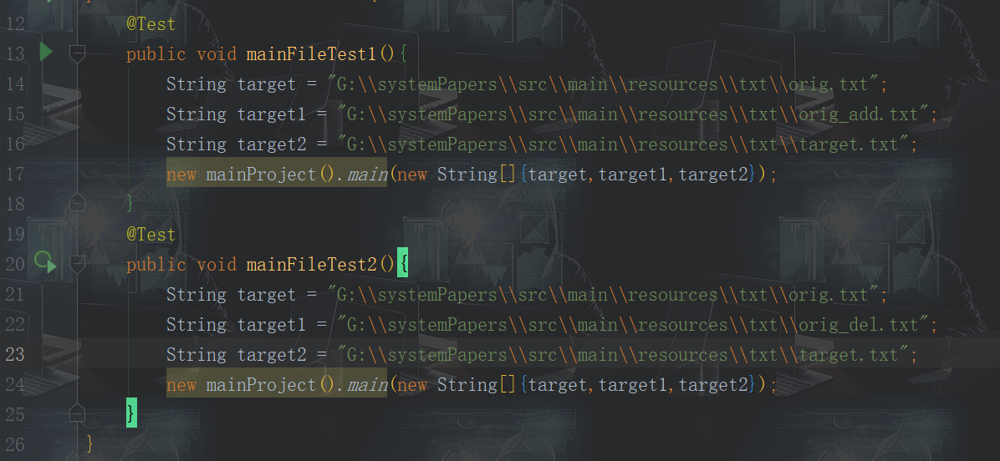 12 @Test
13 public void mainFileTest1(){
14 String target = "G:\\systemPapers\\src\\main\\resources\\txt\\orig.txt";
15 String target1 = "G:\\systemPapers\\src\\main\\resources\\txt\\orig_add.txt";
16 String target2 = "G:\\systemPapers\\src\\main\\resources\\txt\\target.txt";
17 new mainProject().main(new String[]{target,target1,target2});
18 }
19 @Test
20 public void mainFileTest2(){
21 String target = "G:\\systemPapers\\src\\main\\resources\\txt\\orig.txt";
22 String target1 = "G:\\systemPapers\\src\\main\\resources\\txt\\orig_del.txt";
23 String target2 = "G:\\systemPapers\\src\\main\\resources\\txt\\target.txt";
24 new mainProject().main(new String[]{target,target1,target2});
25 }
26 }